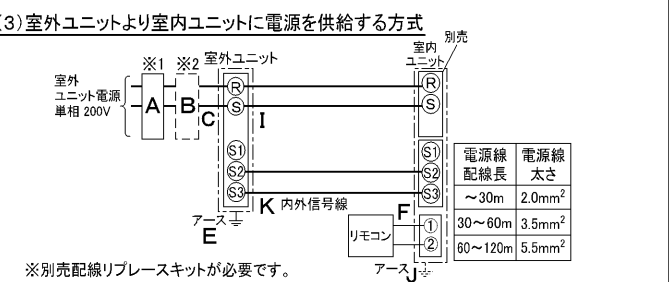 (3)室外ユニットより室内ユニットに電源を供給する方式
別売
※1 ※2 室外ユニット
室内
ユニット
室外
ユニット電源
単相 200V
A B C I
R R
S S
S1 S1
S2 S2
S3 S3
K 内外信号線
アース
E
F
リモコン
①
②
アース J
電源線
配線長
電源線
太さ
～30m 2.0mm²
30～60m 3.5mm²
60～120m 5.5mm²
※別売配線リプレースキットが必要です。